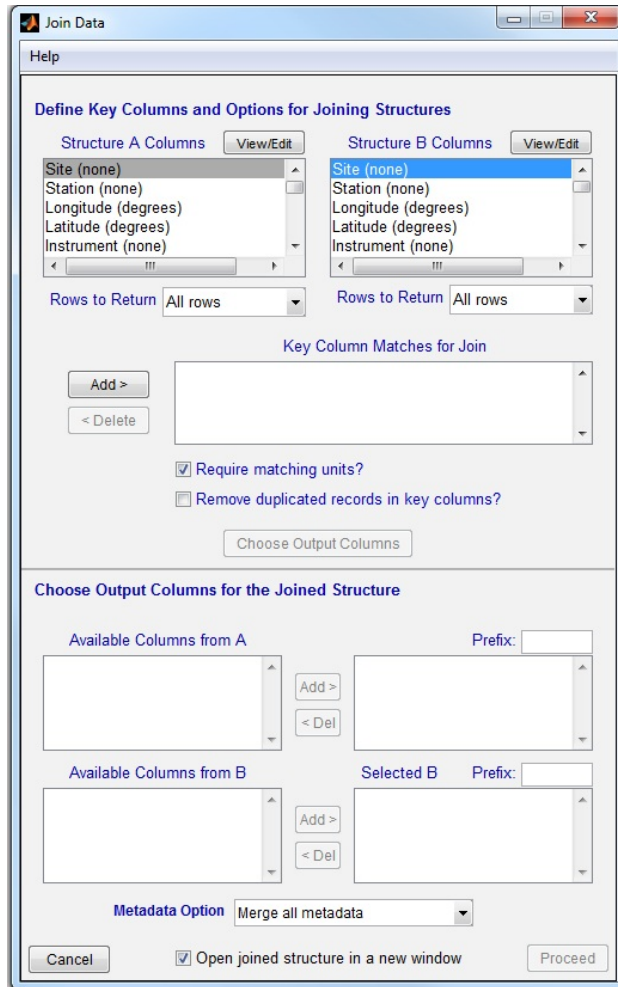 Join Data
Help
Define Key Columns and Options for Joining Structures
Structure A Columns View/Edit
Structure B Columns View/Edit
Site (none)
Station (none)
Longitude (degrees)
Latitude (degrees)
Instrument (none)
Site (none)
Station (none)
Longitude (degrees)
Latitude (degrees)
Instrument (none)
Rows to Return All rows
Rows to Return All rows
Key Column Matches for Join
Add >
< Delete
Require matching units?
Remove duplicated records in key columns?
Choose Output Columns
Choose Output Columns for the Joined Structure
Available Columns from A
Prefix:
Add >
< Del
Available Columns from B
Selected B Prefix:
Add >
< Del
Metadata Option Merge all metadata
Cancel
Open joined structure in a new window
Proceed